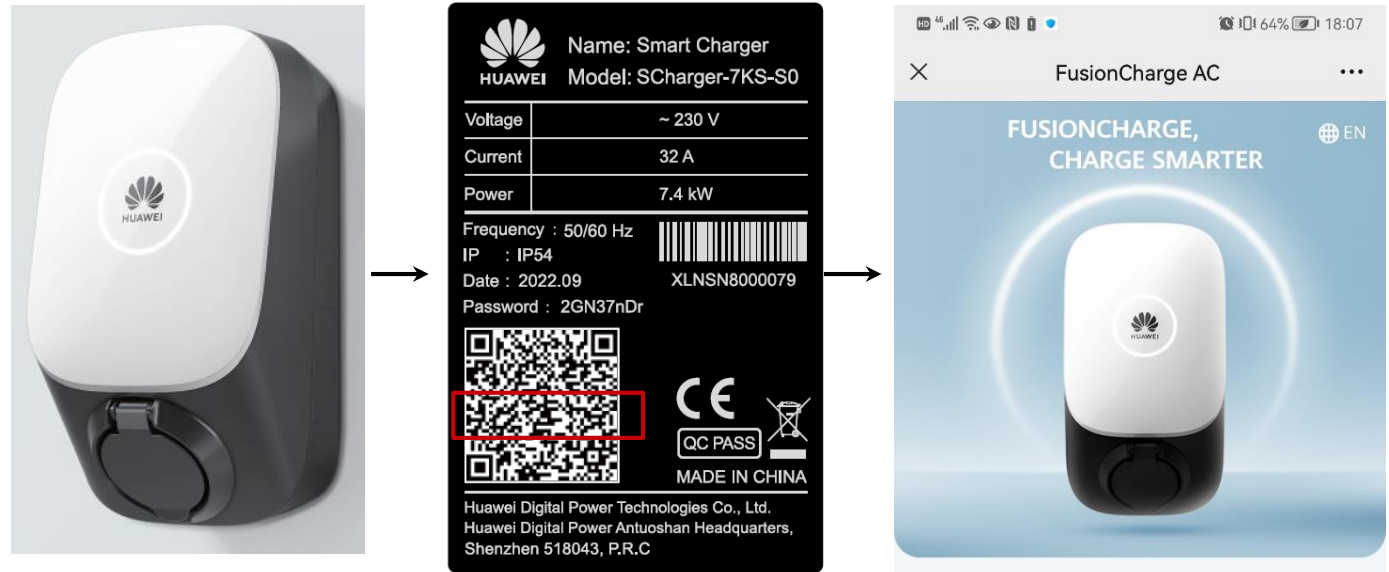 HUAWEI
HUAWEI
Name: Smart Charger
Model: SCharger-7KS-S0
Voltage ~ 230 V
Current 32 A
Power 7.4 kW
Frequency : 50/60 Hz
IP : IP54
Date : 2022.09
Password : 2GN37nDr
XLNSN8000079
CE
QC PASS
MADE IN CHINA
Huawei Digital Power Technologies Co., Ltd.
Huawei Digital Power Antuoshan Headquarters,
Shenzhen 518043, P.R.C
HD 46 64% 18:07
FusionCharge AC
FUSIONCHARGE,
CHARGE SMARTER
EN
HUAWEI